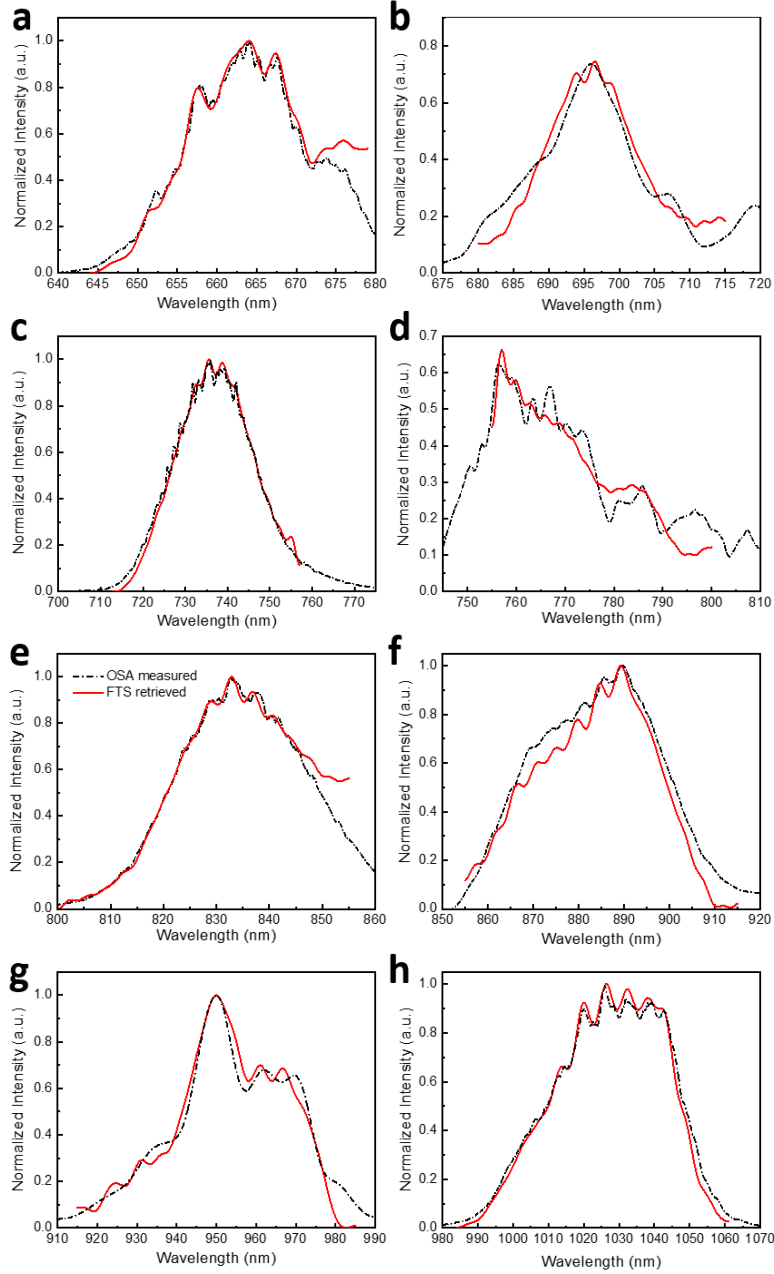 a
Normalized Intensity (a.u.)
1.0
0.8
0.6
0.4
0.2
0.0
640 645 650 655 660 665 670 675 680
Wavelength (nm)
b
Normalized Intensity (a.u.)
1.0
0.8
0.6
0.4
0.2
0.0
675 680 685 690 695 700 705 710 715 720
Wavelength (nm)
c
Normalized Intensity (a.u.)
1.0
0.8
0.6
0.4
0.2
0.0
700 710 720 730 740 750 760 770
Wavelength (nm)
d
Normalized Intensity (a.u.)
0.7
0.6
0.5
0.4
0.3
0.2
0.1
0.0
750 760 770 780 790 800 810
Wavelength (nm)
e
OSA measured
FTS retrieved
Normalized Intensity (a.u.)
1.0
0.8
0.6
0.4
0.2
0.0
800 810 820 830 840 850 860
Wavelength (nm)
f
Normalized Intensity (a.u.)
1.0
0.8
0.6
0.4
0.2
0.0
850 860 870 880 890 900 910 920
Wavelength (nm)
g
Normalized Intensity (a.u.)
1.0
0.8
0.6
0.4
0.2
0.0
910 920 930 940 950 960 970 980 990
Wavelength (nm)
h
Normalized Intensity (a.u.)
1.0
0.8
0.6
0.4
0.2
0.0
980 990 1000 1010 1020 1030 1040 1050 1060 1070
Wavelength (nm)